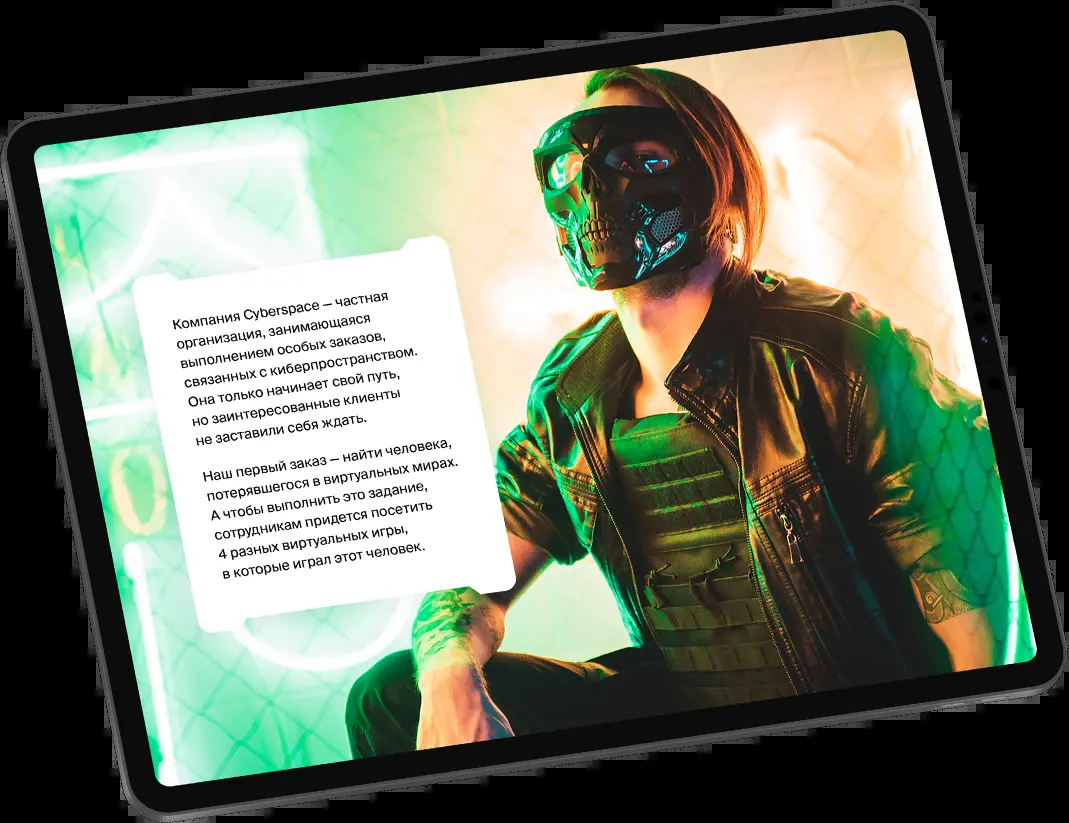 Компания Cyberspace – частная
организация, занимающаяся
выполнением особых заказов,
связанных с киберпространством.
Она только начинает свой путь,
но заинтересованные клиенты
не заставили себя ждать.
Наш первый заказ – найти человека,
потерявшегося в виртуальных мирах.
А чтобы выполнить это задание,
сотрудникам придется посетить
4 разных виртуальных игры,
в которые играл этот человек.